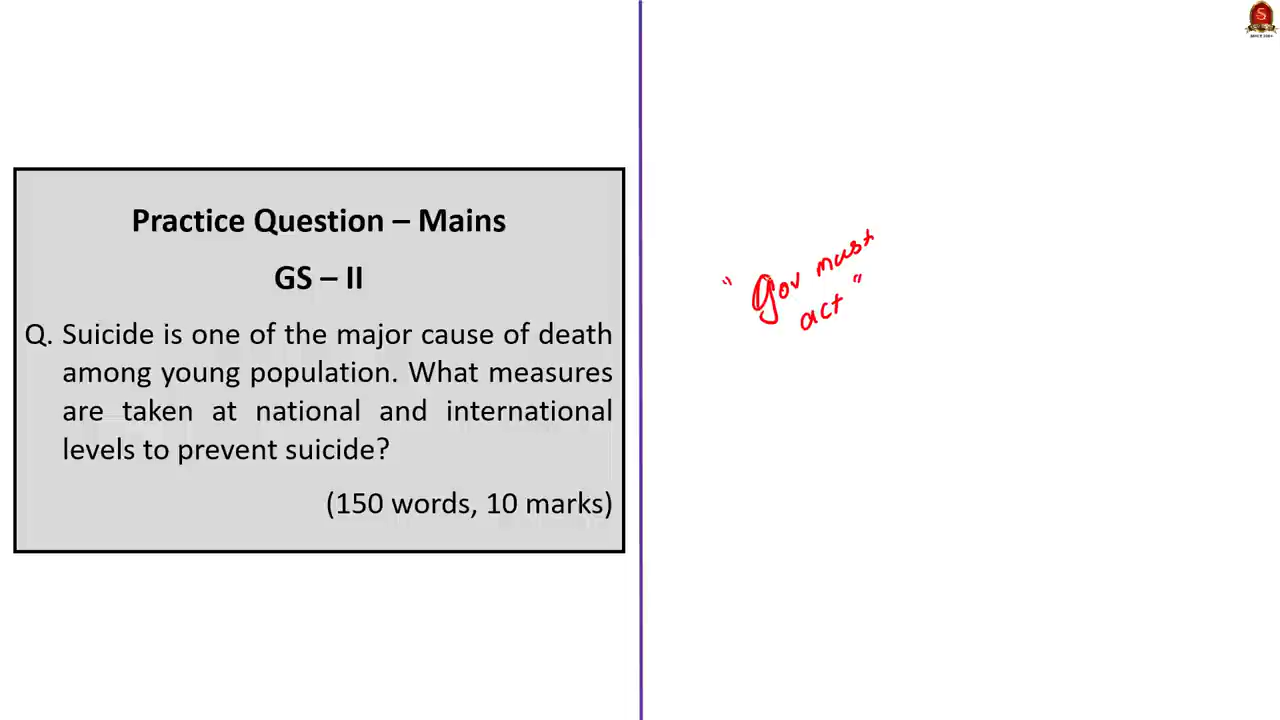 Practice Question – Mains
GS – II
Q. Suicide is one of the major cause of death
among young population. What measures
are taken at national and international
levels to prevent suicide?
(150 words, 10 marks)
"Gov must
act"